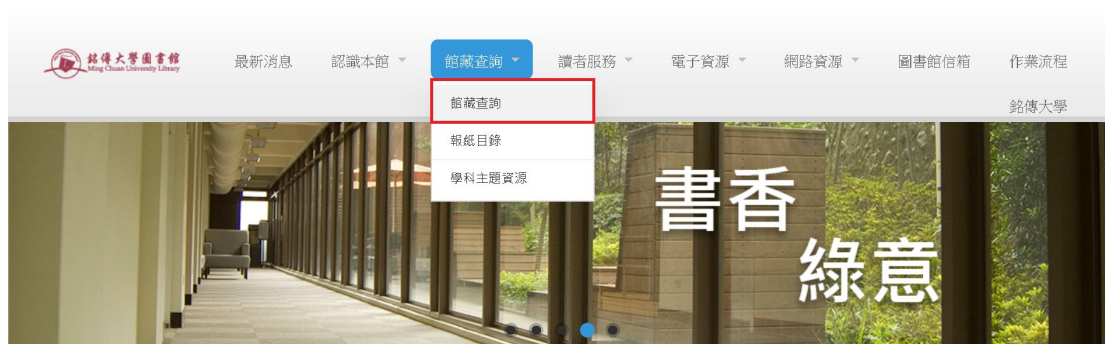 銘傳大學圖書館
Ming Chuan University Library
最新消息
認識本館
館藏查詢
讀者服務
電子資源
網路資源
圖書館信箱
作業流程
銘傳大學
館藏查詢
報紙目錄
學科主題資源
書香
綠意